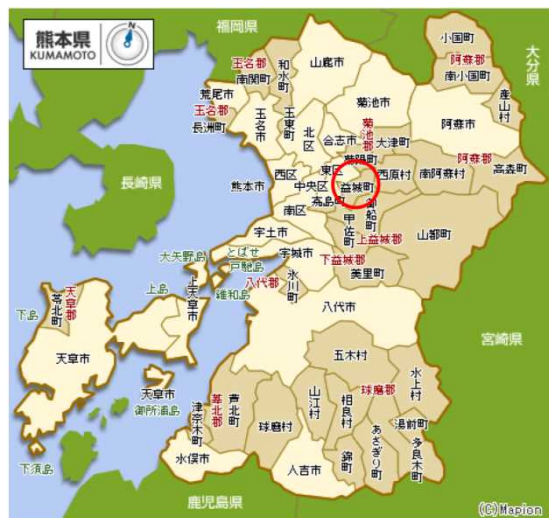 熊本県
KUMAMOTO
福岡県
小国町
阿蘇郡
南小国町
大分県
産山村
和水町
玉名郡
南関町
山鹿市
荒尾市
玉名郡
長洲町
玉名市
玉東町
菊池市
阿蘇市
北区
合志市
菊池郡
大津町
菊陽町
阿蘇郡
高森町
長崎県
西区
東区
熊本市
中央区
益城町
西原村
南阿蘇村
南区
嘉島町
御船町
甲佐町
上益城郡
山都町
宇土市
大矢野島
とばせ
戸馳島
宇城市
下益城郡
美里町
上島
上天草市
維和島
八代郡
氷川町
下島
苓北町
天草郡
天草市
八代市
宮崎県
天草市
御所浦島
五木村
水上村
津奈木町
葦北郡
芦北町
球磨村
山江村
相良村
球磨郡
湯前町
あさぎり町
多良木町
錦町
下須島
水俣市
人吉市
鹿児島県
(C)Mapion